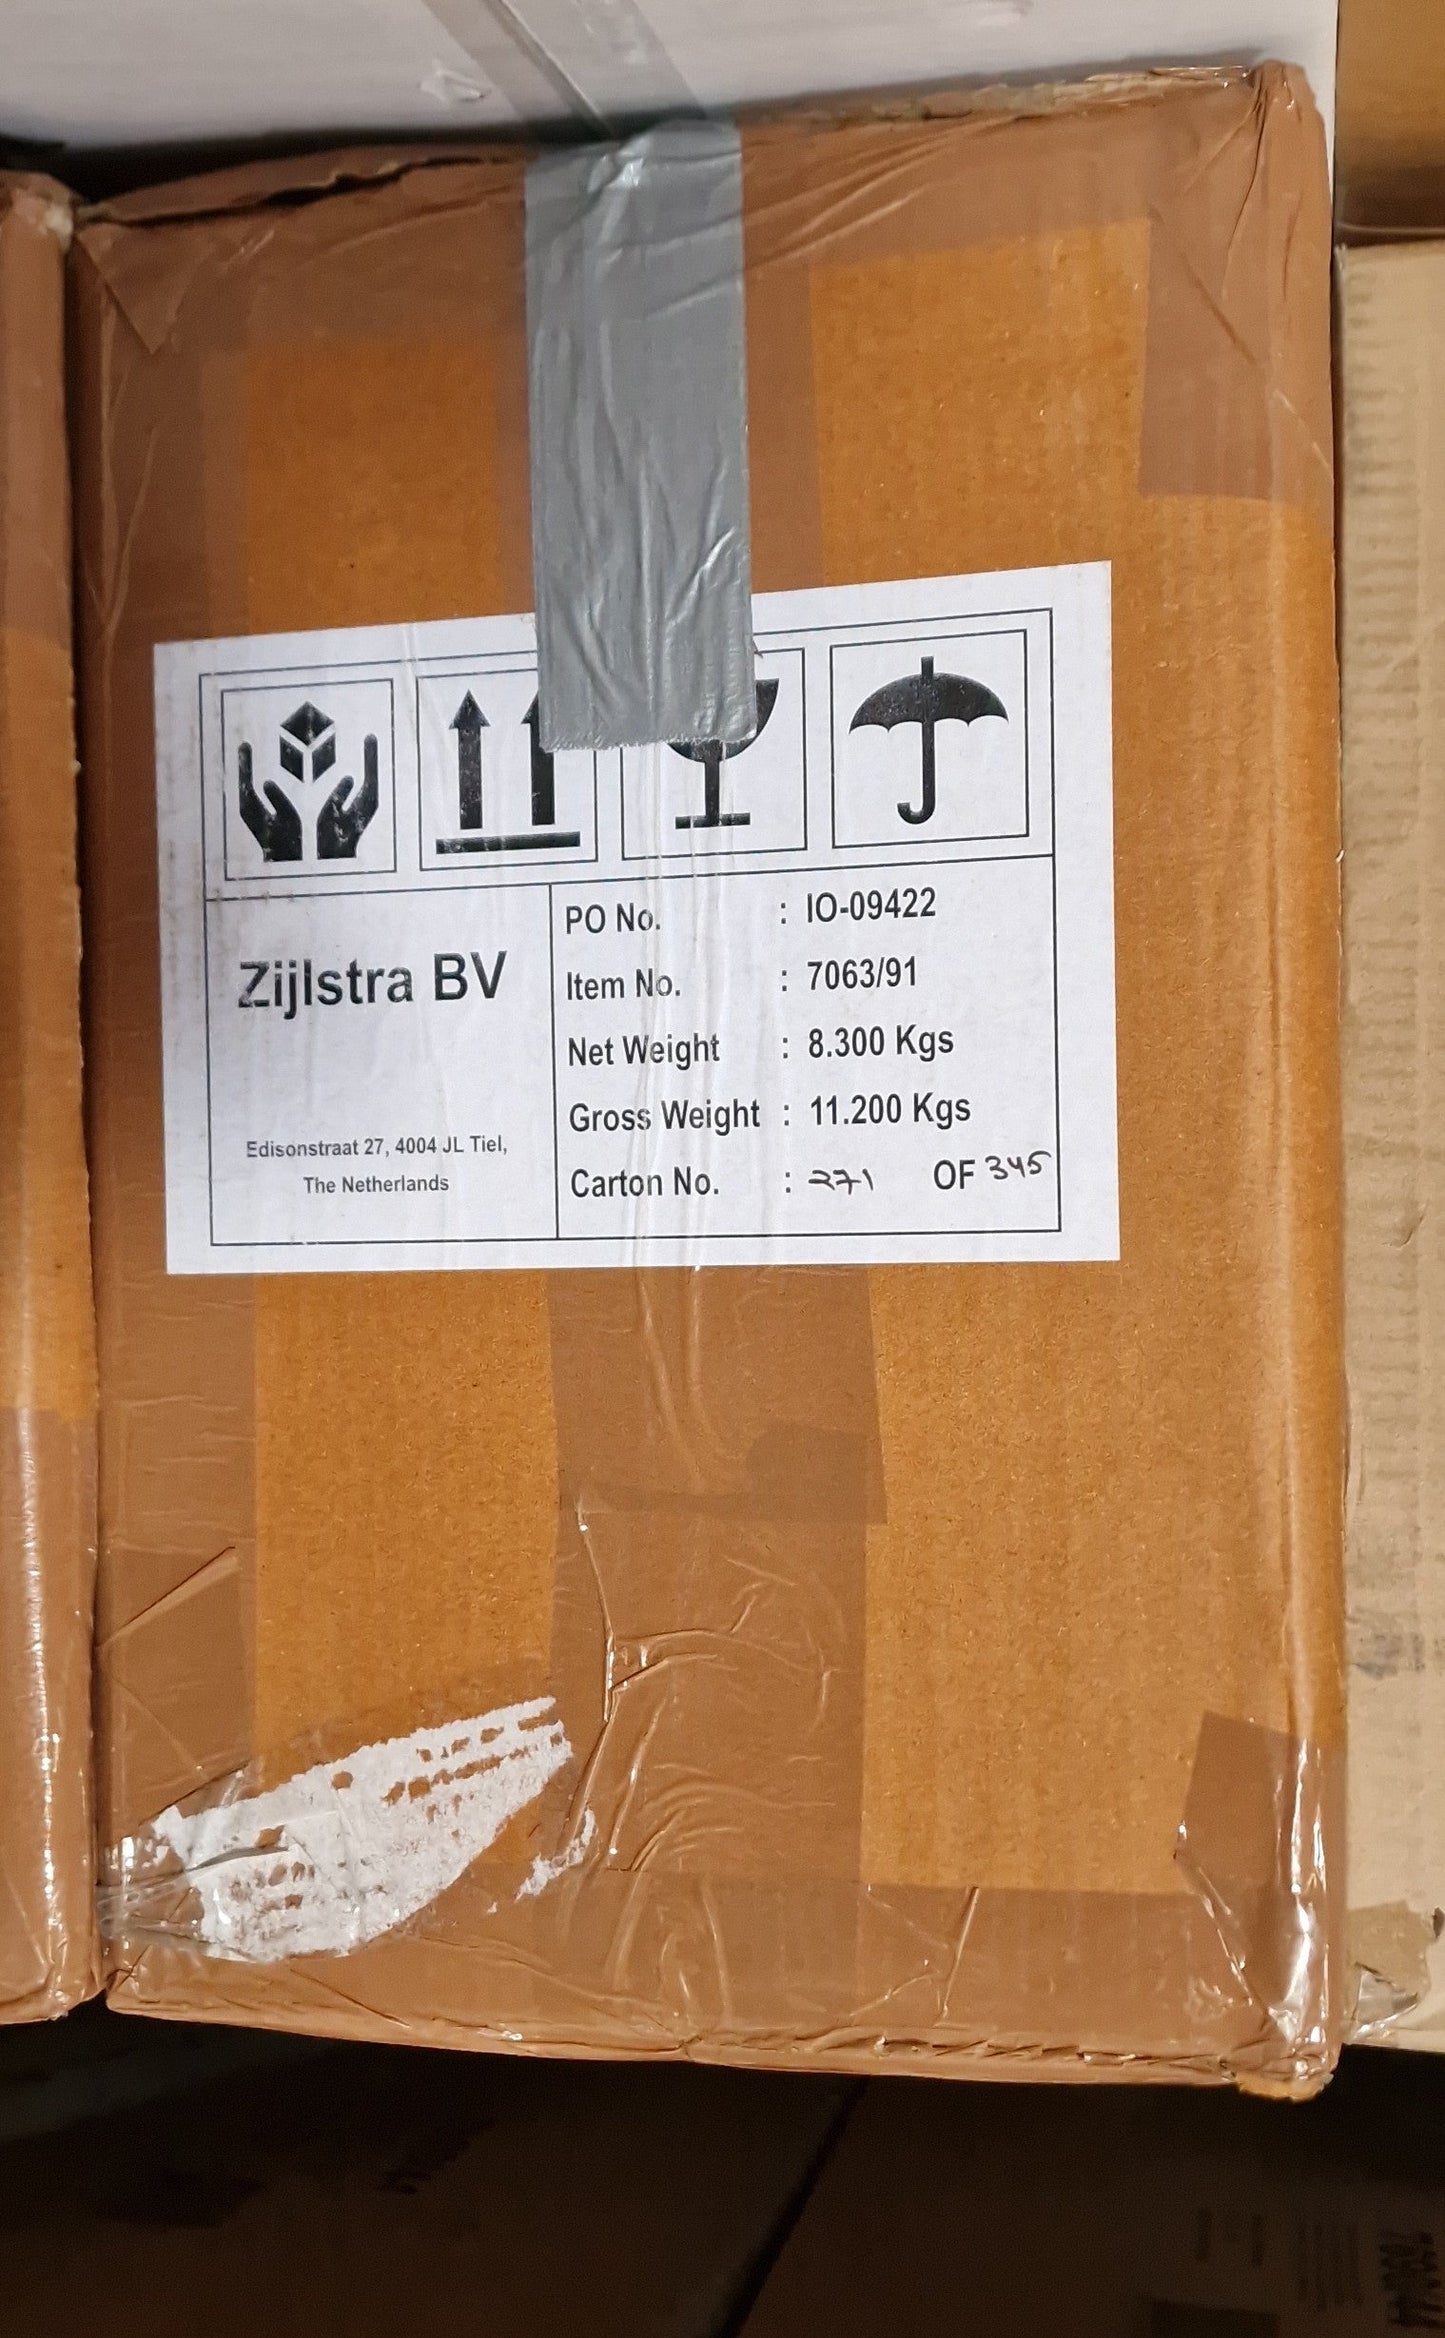 Zijlstra BV
Edisonstraat 27, 4004 JL Tiel,
The Netherlands
PO No. : IO-09422
Item No. : 7063/91
Net Weight : 8.300 Kgs
Gross Weight : 11.200 Kgs
Carton No. : 271 OF 345